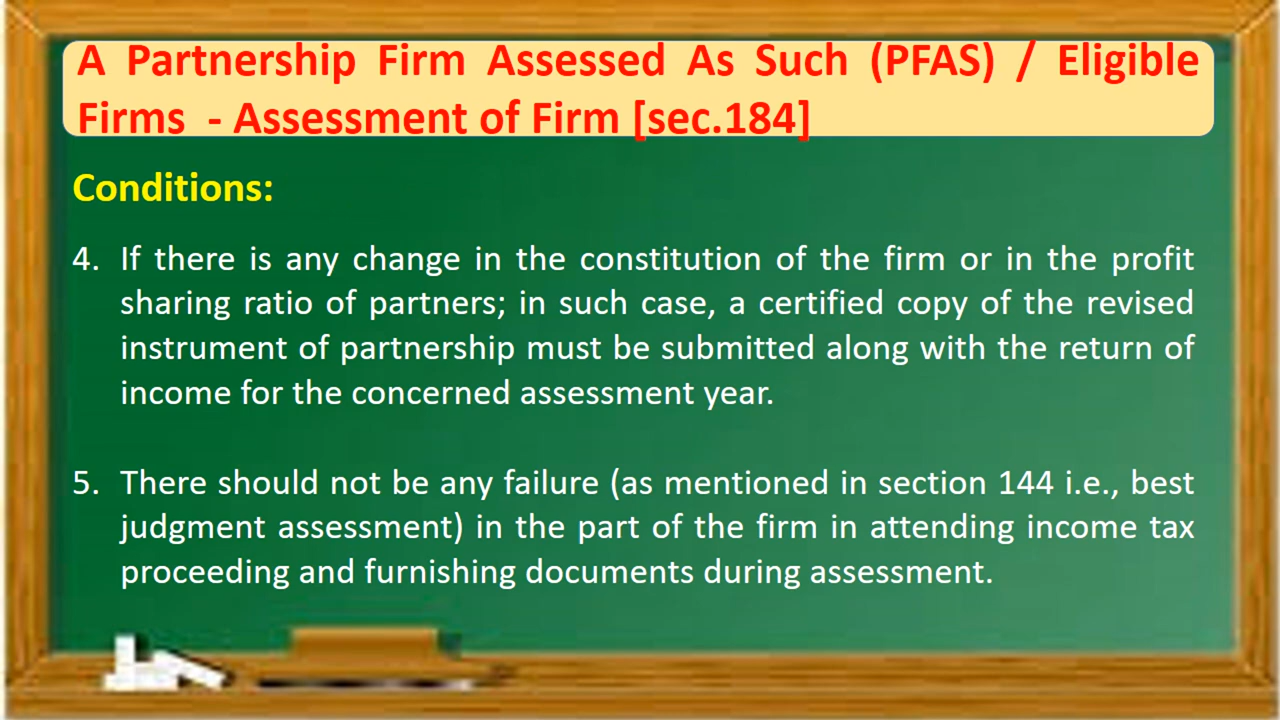 A Partnership Firm Assessed As Such (PFAS) / Eligible
Firms - Assessment of Firm [sec.184]
Conditions:
4. If there is any change in the constitution of the firm or in the profit
sharing ratio of partners; in such case, a certified copy of the revised
instrument of partnership must be submitted along with the return of
income for the concerned assessment year.
5. There should not be any failure (as mentioned in section 144 i.e., best
judgment assessment) in the part of the firm in attending income tax
proceeding and furnishing documents during assessment.